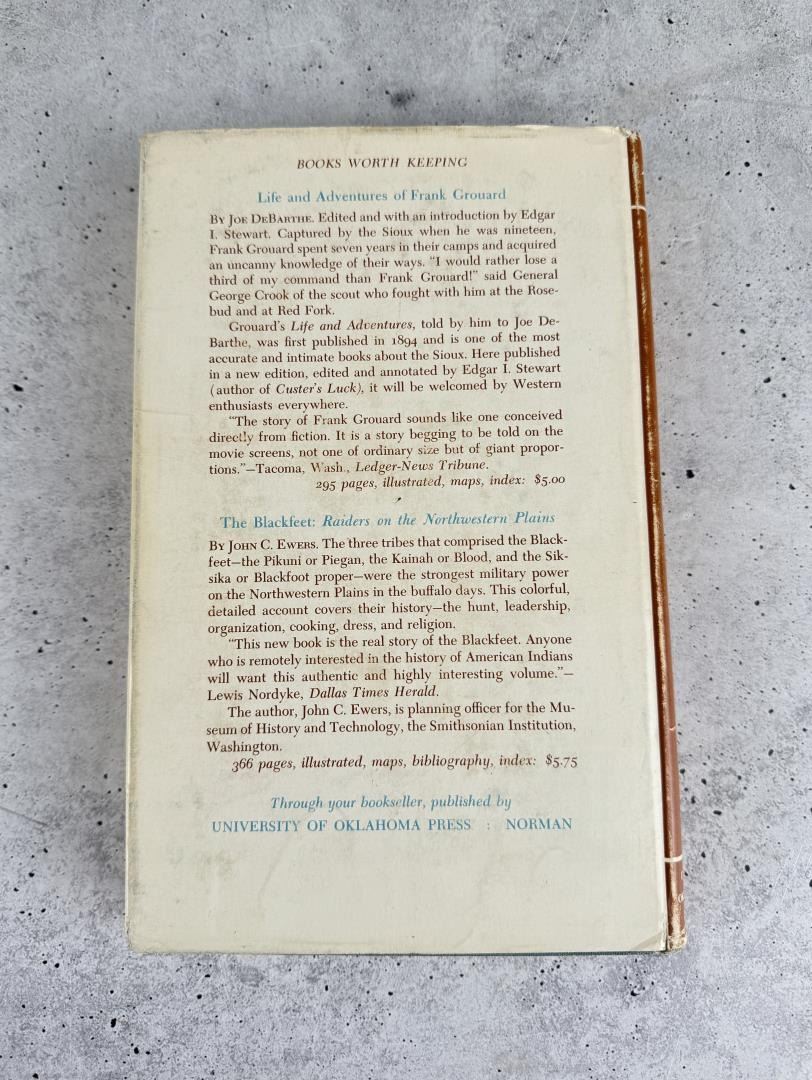 BOOKS WORTH KEEPING
Life and Adventures of Frank Grouard
By Joe DeBarthe. Edited and with an introduction by Edgar
I. Stewart. Captured by the Sioux when he was nineteen,
Frank Grouard spent seven years in their camps and acquired
an uncanny knowledge of their ways. "I would rather lose a
third of my command than Frank Grouard!" said General
George Crook of the scout who fought with him at the Rose-
bud and at Red Fork.
Grouard's Life and Adventures, told by him to Joe De-
Barthe, was first published in 1894 and is one of the most
accurate and intimate books about the Sioux. Here published
in a new edition, edited and annotated by Edgar I. Stewart
(author of Custer's Luck), it will be welcomed by Western
enthusiasts everywhere.
"The story of Frank Grouard sounds like one conceived
directly from fiction. It is a story begging to be told on the
movie screens, not one of ordinary size but of giant propor-
tions."—Tacoma, Wash., Ledger-News Tribune.
295 pages, illustrated, maps, index: $5.00
The Blackfeet: Raiders on the Northwestern Plains
By John C. Ewers. The three tribes that comprised the Black-
feet—the Pikuni or Piegan, the Kainah or Blood, and the Sik-
sika or Blackfoot proper—were the strongest military power
on the Northwestern Plains in the buffalo days. This colorful,
detailed account covers their history—the hunt, leadership,
organization, cooking, dress, and religion.
"This new book is the real story of the Blackfeet. Anyone
who is remotely interested in the history of American Indians
will want this authentic and highly interesting volume."—
Lewis Nordyke, Dallas Times Herald.
The author, John C. Ewers, is planning officer for the Mu-
seum of History and Technology, the Smithsonian Institution,
Washington.
366 pages, illustrated, maps, bibliography, index: $5.75
Through your bookseller, published by
UNIVERSITY OF OKLAHOMA PRESS : NORMAN